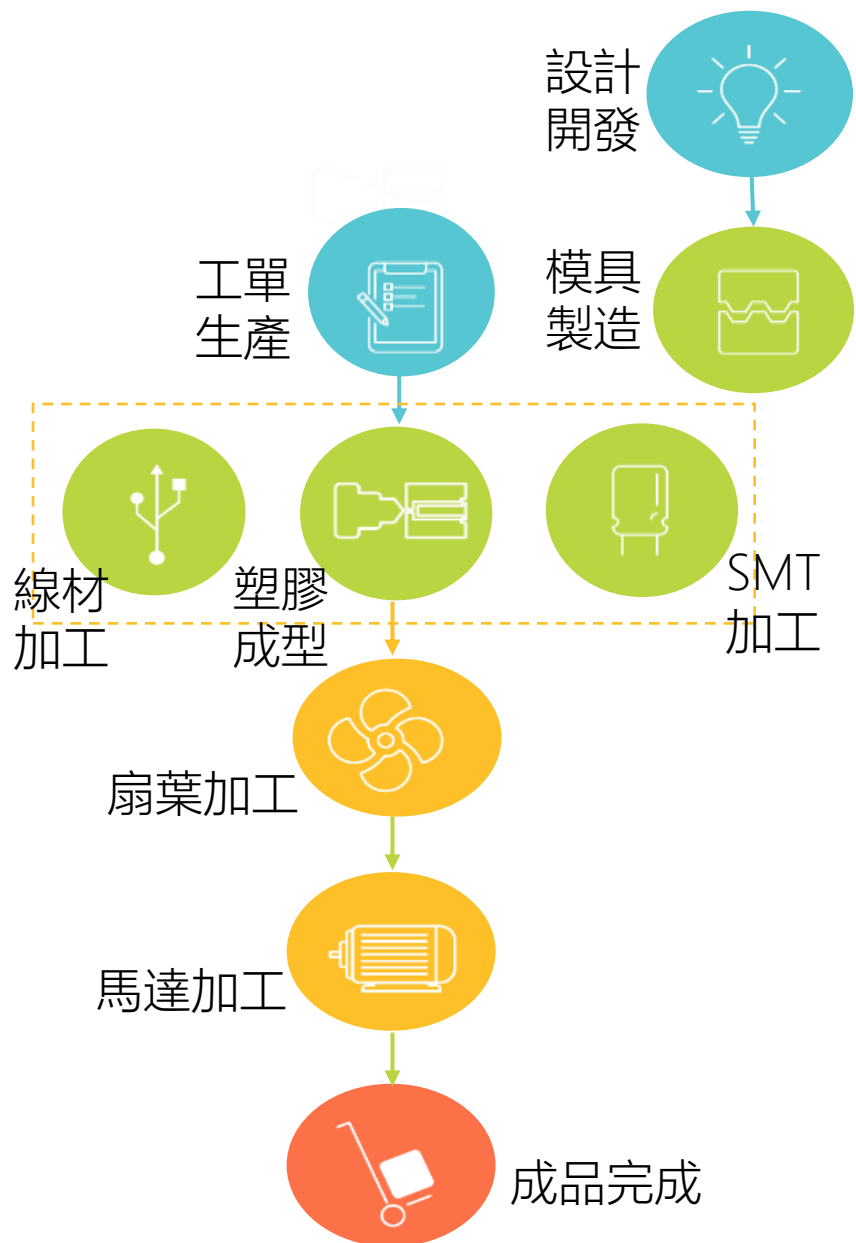 設計
開發
工單
生產
模具
製造
線材
加工
塑膠
成型
SMT
加工
扇葉加工
馬達加工
成品完成